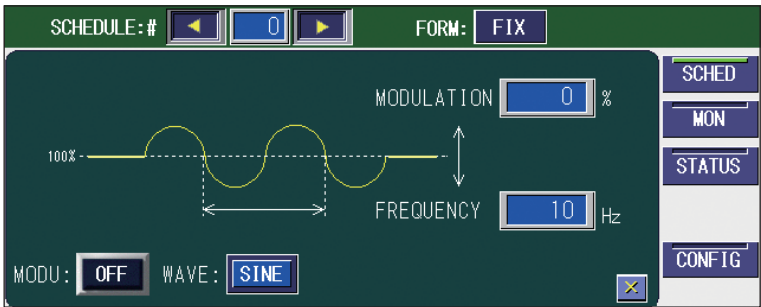 SCHEDULE:# ◀ 0 ▶ FORM: FIX
SCHED
MODULATION 0 %
MON
100%
STATUS
FREQUENCY 10 Hz
CONFIG
MODU: OFF WAVE: SINE ×